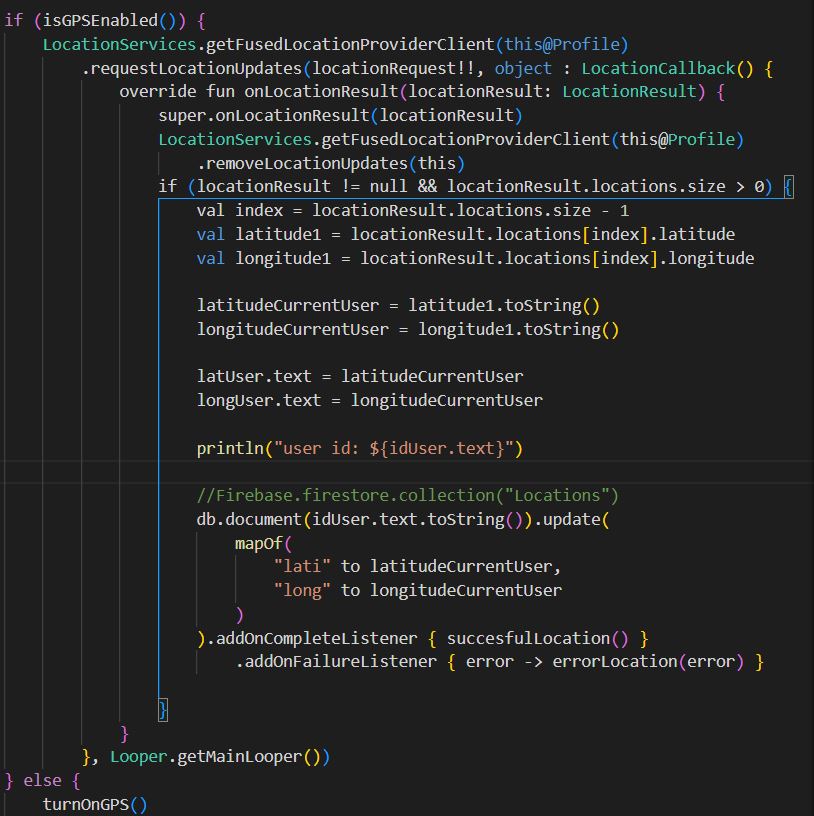 if (isGPSEnabled()) {
LocationServices.getFusedLocationProviderClient(this@Profile)
.requestLocationUpdates(locationRequest!!, object : LocationCallback() {
override fun onLocationResult(locationResult: LocationResult) {
super.onLocationResult(locationResult)
LocationServices.getFusedLocationProviderClient(this@Profile)
.removeLocationUpdates(this)
if (locationResult != null && locationResult.locations.size > 0) {
val index = locationResult.locations.size - 1
val latitude1 = locationResult.locations[index].latitude
val longitude1 = locationResult.locations[index].longitude
latitudeCurrentUser = latitude1.toString()
longitudeCurrentUser = longitude1.toString()
latUser.text = latitudeCurrentUser
longUser.text = longitudeCurrentUser
println("user id: ${idUser.text}")
//Firebase.firestore.collection("Locations")
db.document(idUser.text.toString()).update(
mapOf(
"lati" to latitudeCurrentUser,
"long" to longitudeCurrentUser
)
).addOnCompleteListener { succesfulLocation() }
.addOnFailureListener { error -> errorLocation(error) }
}
}
}, Looper.getMainLooper())
} else {
turnOnGPS()